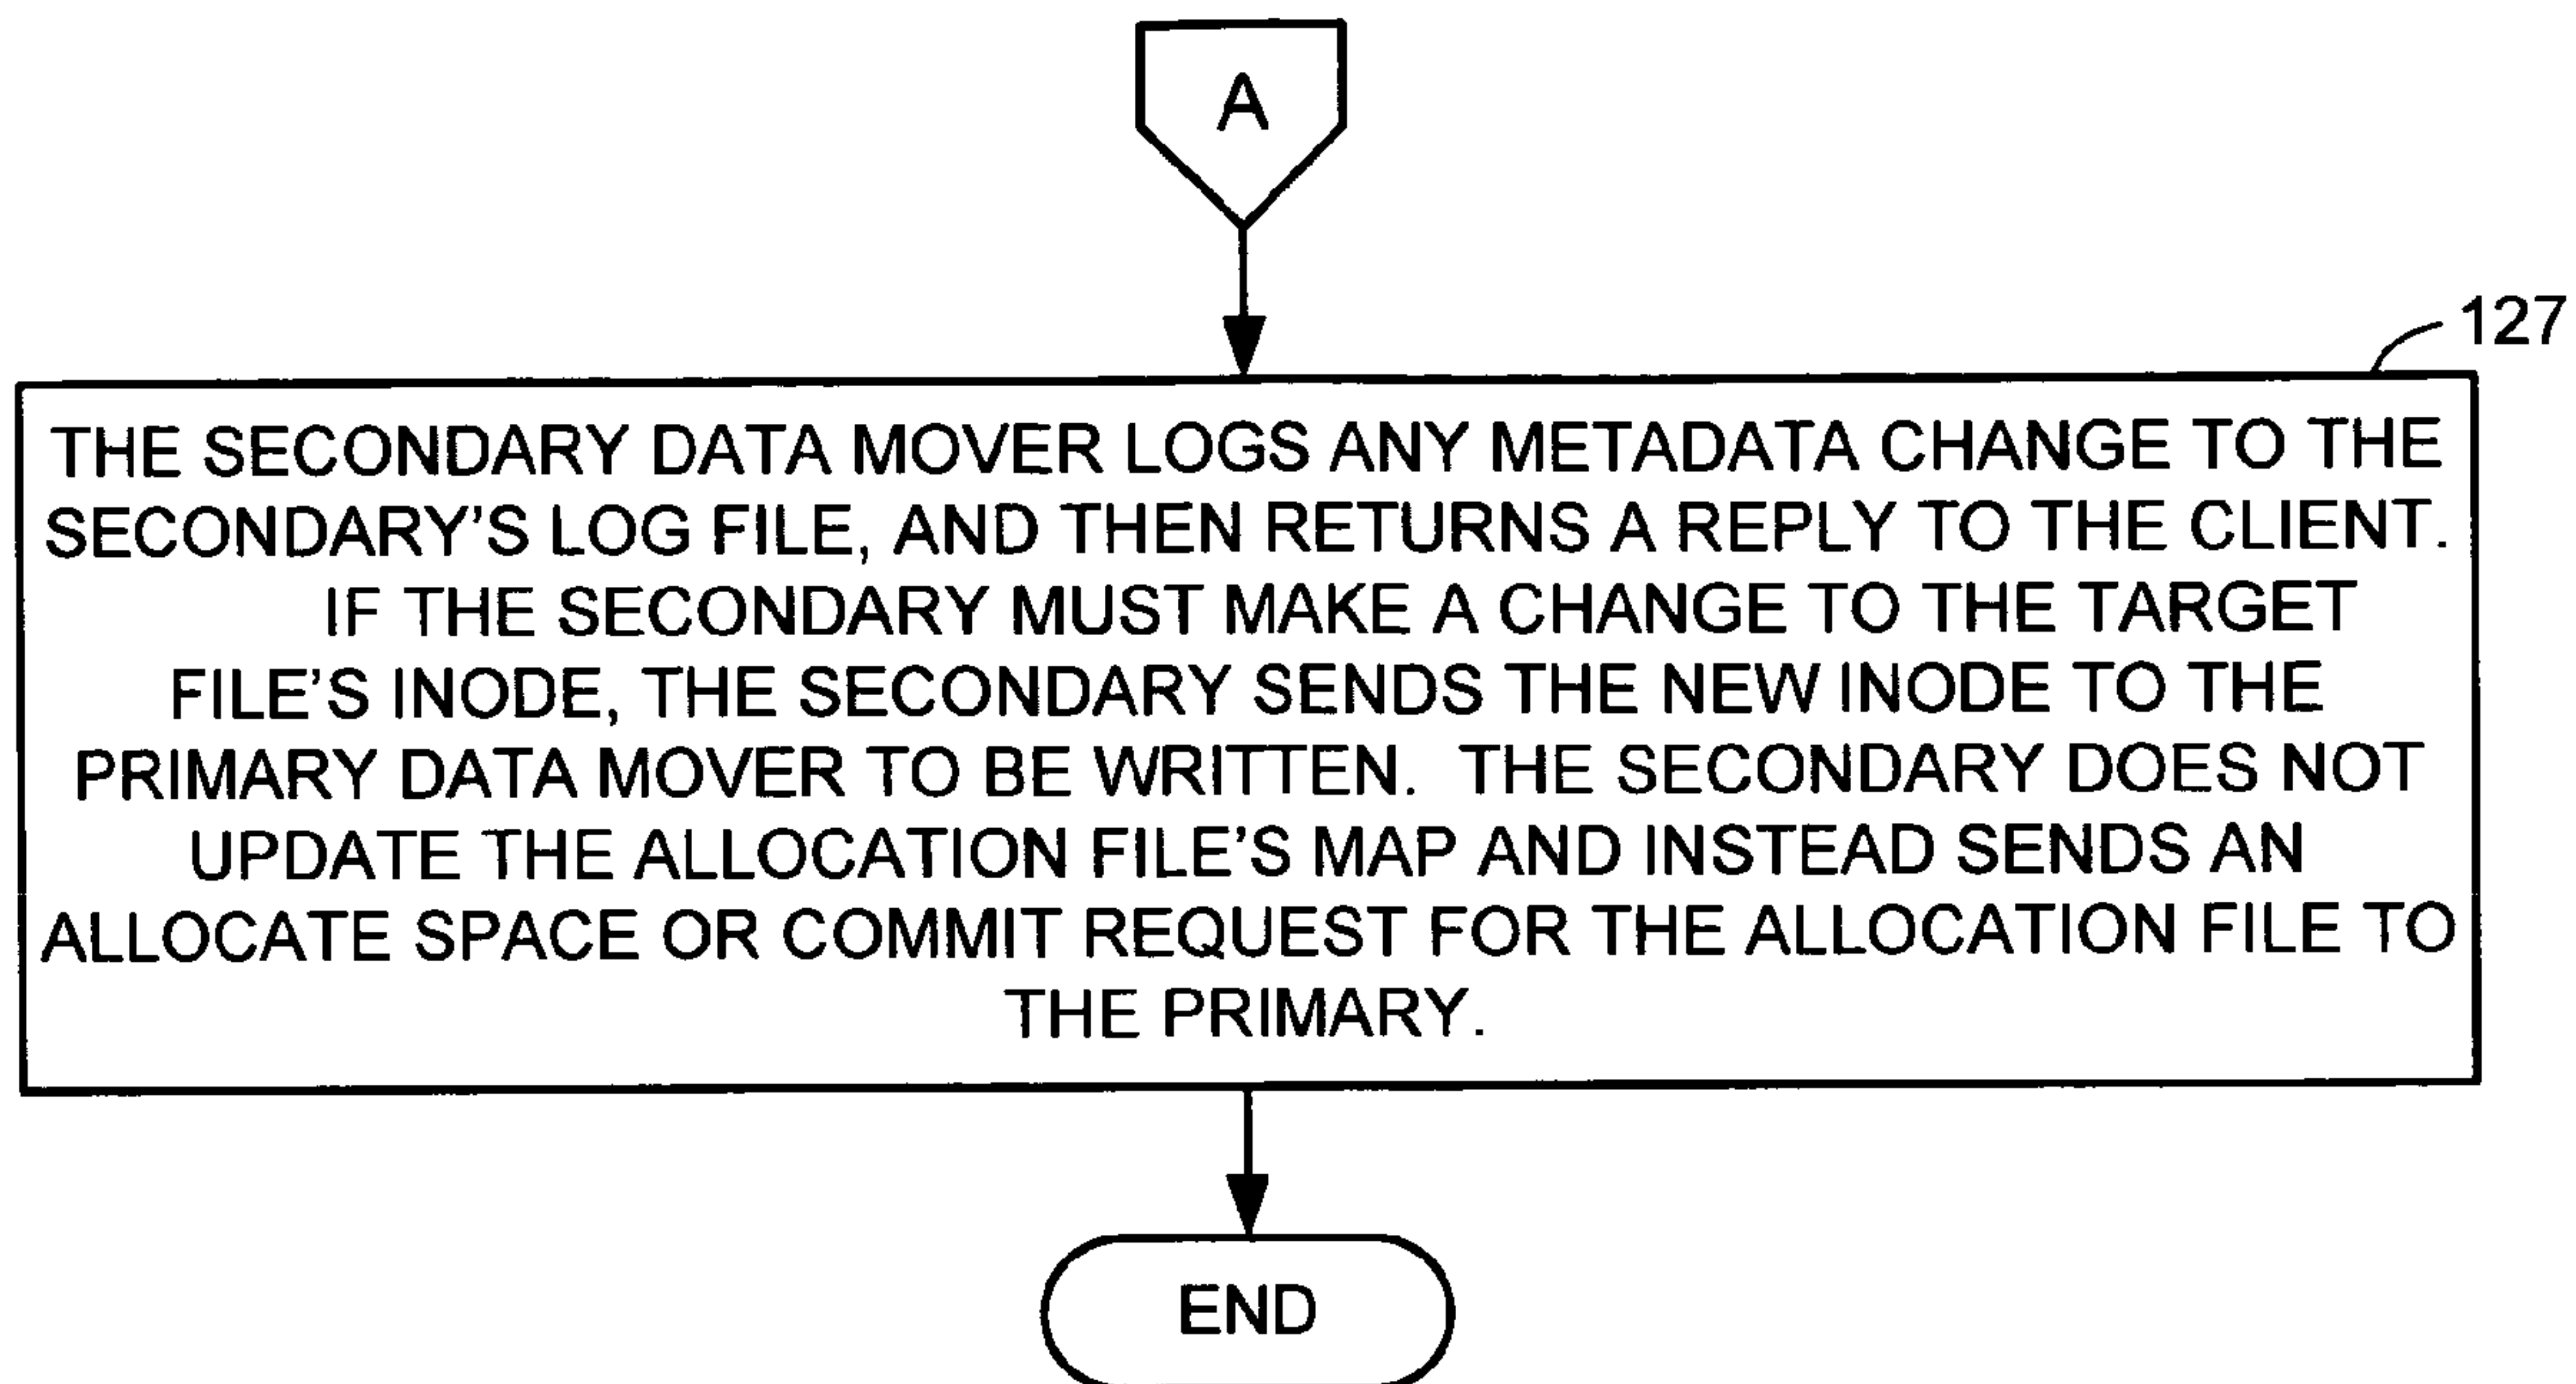 A
127
THE SECONDARY DATA MOVER LOGS ANY METADATA CHANGE TO THE
SECONDARY'S LOG FILE, AND THEN RETURNS A REPLY TO THE CLIENT.
IF THE SECONDARY MUST MAKE A CHANGE TO THE TARGET
FILE'S INODE, THE SECONDARY SENDS THE NEW INODE TO THE
PRIMARY DATA MOVER TO BE WRITTEN. THE SECONDARY DOES NOT
UPDATE THE ALLOCATION FILE'S MAP AND INSTEAD SENDS AN
ALLOCATE SPACE OR COMMIT REQUEST FOR THE ALLOCATION FILE TO
THE PRIMARY.
END